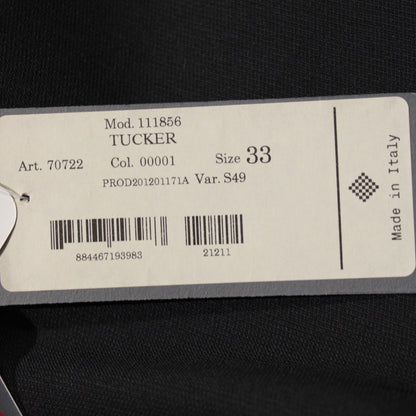 Mod. 111856
TUCKER
Art. 70722 Col. 00001 Size 33
PROD201201171A Var. S49
884467193983 21211
Made in Italy